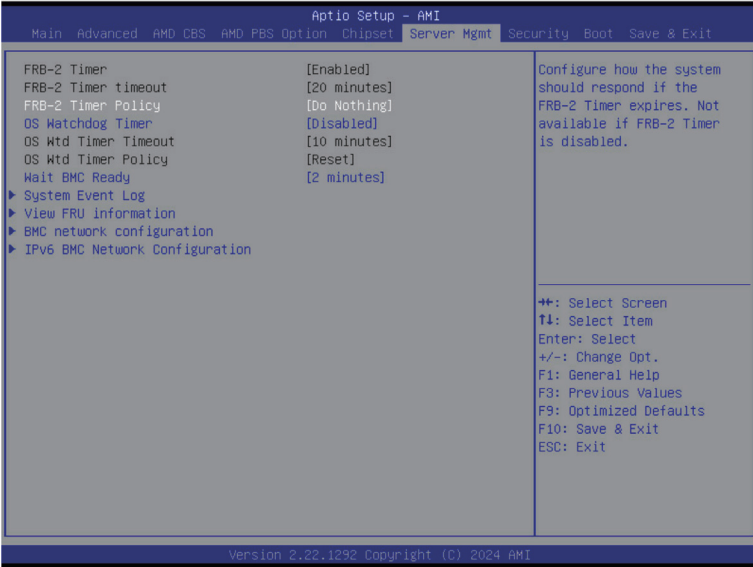 Aptio Setup - AMI
Main Advanced AMD CBS AMD PBS Option Chipset Server Mgmt Security Boot Save & Exit
FRB-2 Timer [Enabled]
FRB-2 Timer timeout [20 minutes]
FRB-2 Timer Policy [Do Nothing]
OS Watchdog Timer [Disabled]
OS Wtd Timer Timeout [10 minutes]
OS Wtd Timer Policy [Reset]
Wait BMC Ready [2 minutes]
System Event Log
View FRU information
BMC network configuration
IPv6 BMC Network Configuration
Configure how the system
should respond if the
FRB-2 Timer expires. Not
available if FRB-2 Timer
is disabled.
→←: Select Screen
↑↓: Select Item
Enter: Select
+/-: Change Opt.
F1: General Help
F3: Previous Values
F9: Optimized Defaults
F10: Save & Exit
ESC: Exit
Version 2.22.1292 Copyright (C) 2024 AMI